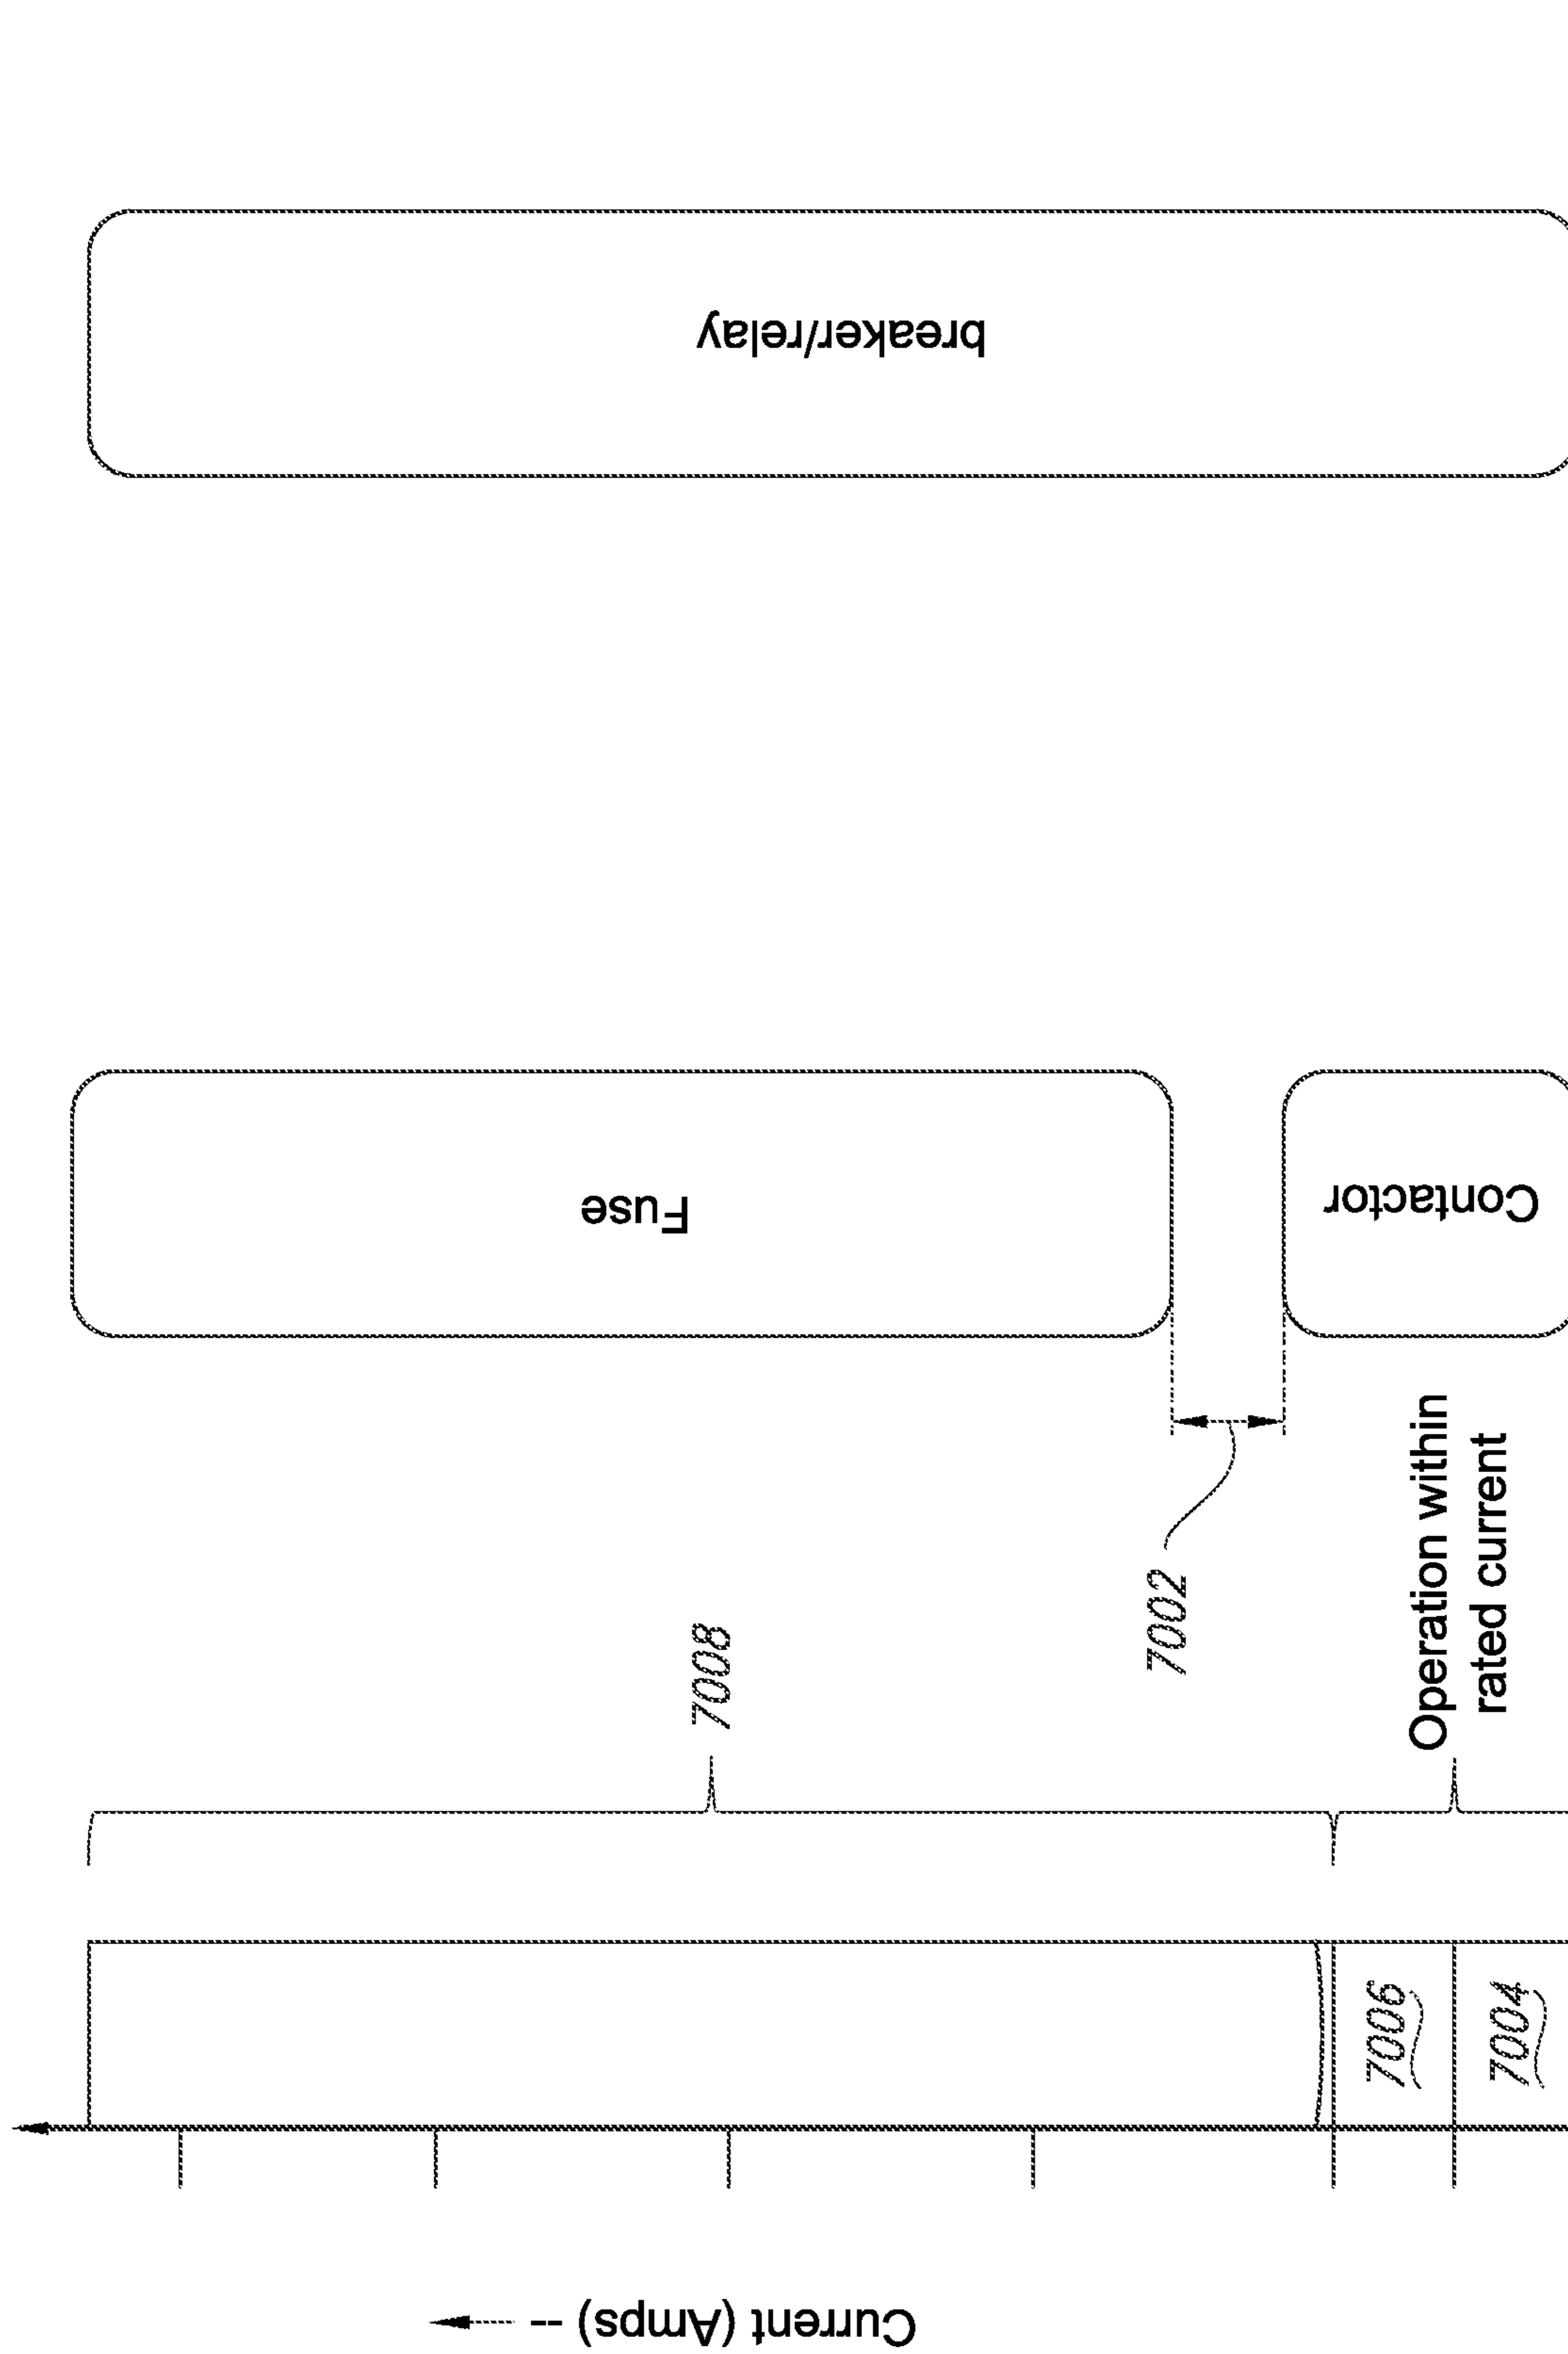 breaker/relay
Fuse
Contactor
7002
7008
Operation within
rated current
7006
7004
Current (Amps) --